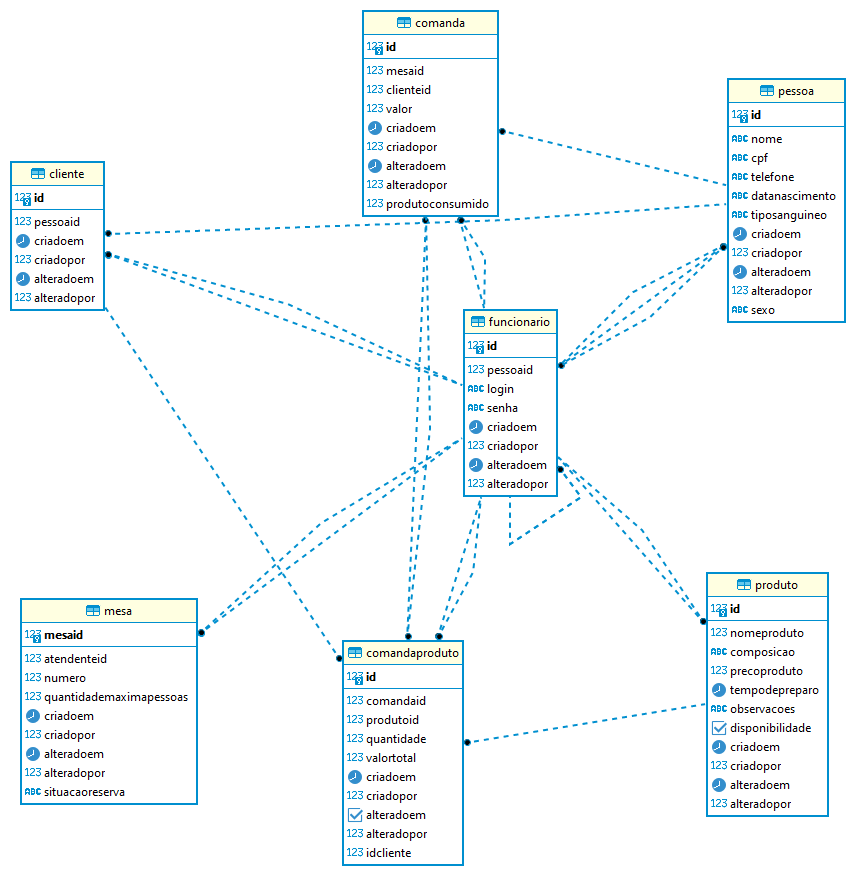 comanda
123 id
123 mesaid
123 clienteid
123 valor
criadoem
123 criadopor
alteradoem
123 alteradopor
123 produtoconsumido
pessoa
123 id
ABC nome
ABC cpf
ABC telefone
ABC datanascimento
ABC tiposanguineo
criadoem
123 criadopor
alteradoem
123 alteradopor
ABC sexo
cliente
123 id
123 pessoaid
criadoem
123 criadopor
alteradoem
123 alteradopor
funcionario
123 id
123 pessoaid
ABC login
ABC senha
criadoem
123 criadopor
alteradoem
123 alteradopor
mesa
123 mesaid
123 atendenteid
123 numero
123 quantidademaximapessoas
criadoem
123 criadopor
alteradoem
123 alteradopor
ABC situacaoreserva
comandaproduto
123 id
123 comandaid
123 produtoid
123 quantidade
123 valortotal
criadoem
123 criadopor
alteradoem
123 alteradopor
123 idcliente
produto
123 id
123 nomeproduto
ABC composicao
123 precoproduto
tempodepreparo
ABC observacoes
disponibilidade
criadoem
123 criadopor
alteradoem
123 alteradopor